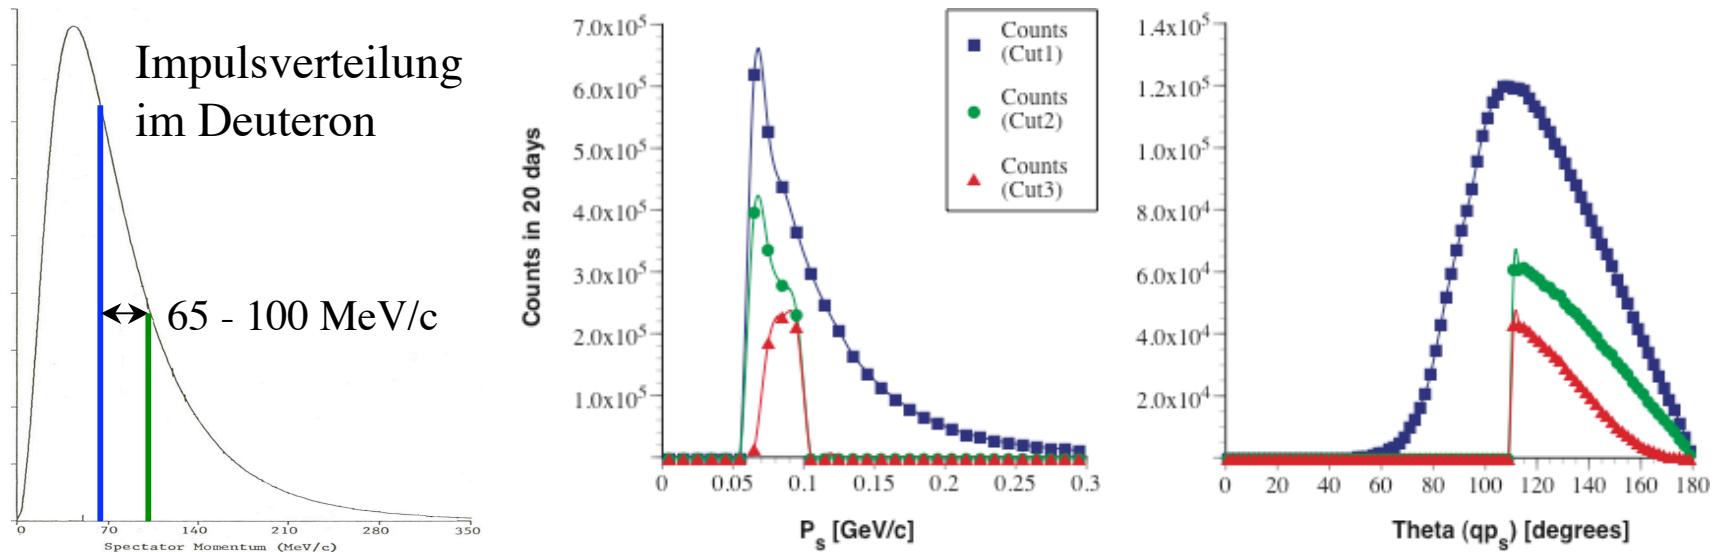 Impulsverteilung
im Deuteron
65 - 100 MeV/c
0 70 140 210 280 350
Spectator Momentum (MeV/c)
Counts in 20 days
7.0x10⁵
6.0x10⁵
5.0x10⁵
4.0x10⁵
3.0x10⁵
2.0x10⁵
1.0x10⁵
0 0.05 0.1 0.15 0.2 0.25 0.3
Pₛ [GeV/c]
Counts
(Cut1)
Counts
(Cut2)
Counts
(Cut3)
1.4x10⁵
1.2x10⁵
1.0x10⁵
8.0x10⁴
6.0x10⁴
4.0x10⁴
2.0x10⁴
0 20 40 60 80 100 120 140 160 180
Theta (qpₛ) [degrees]